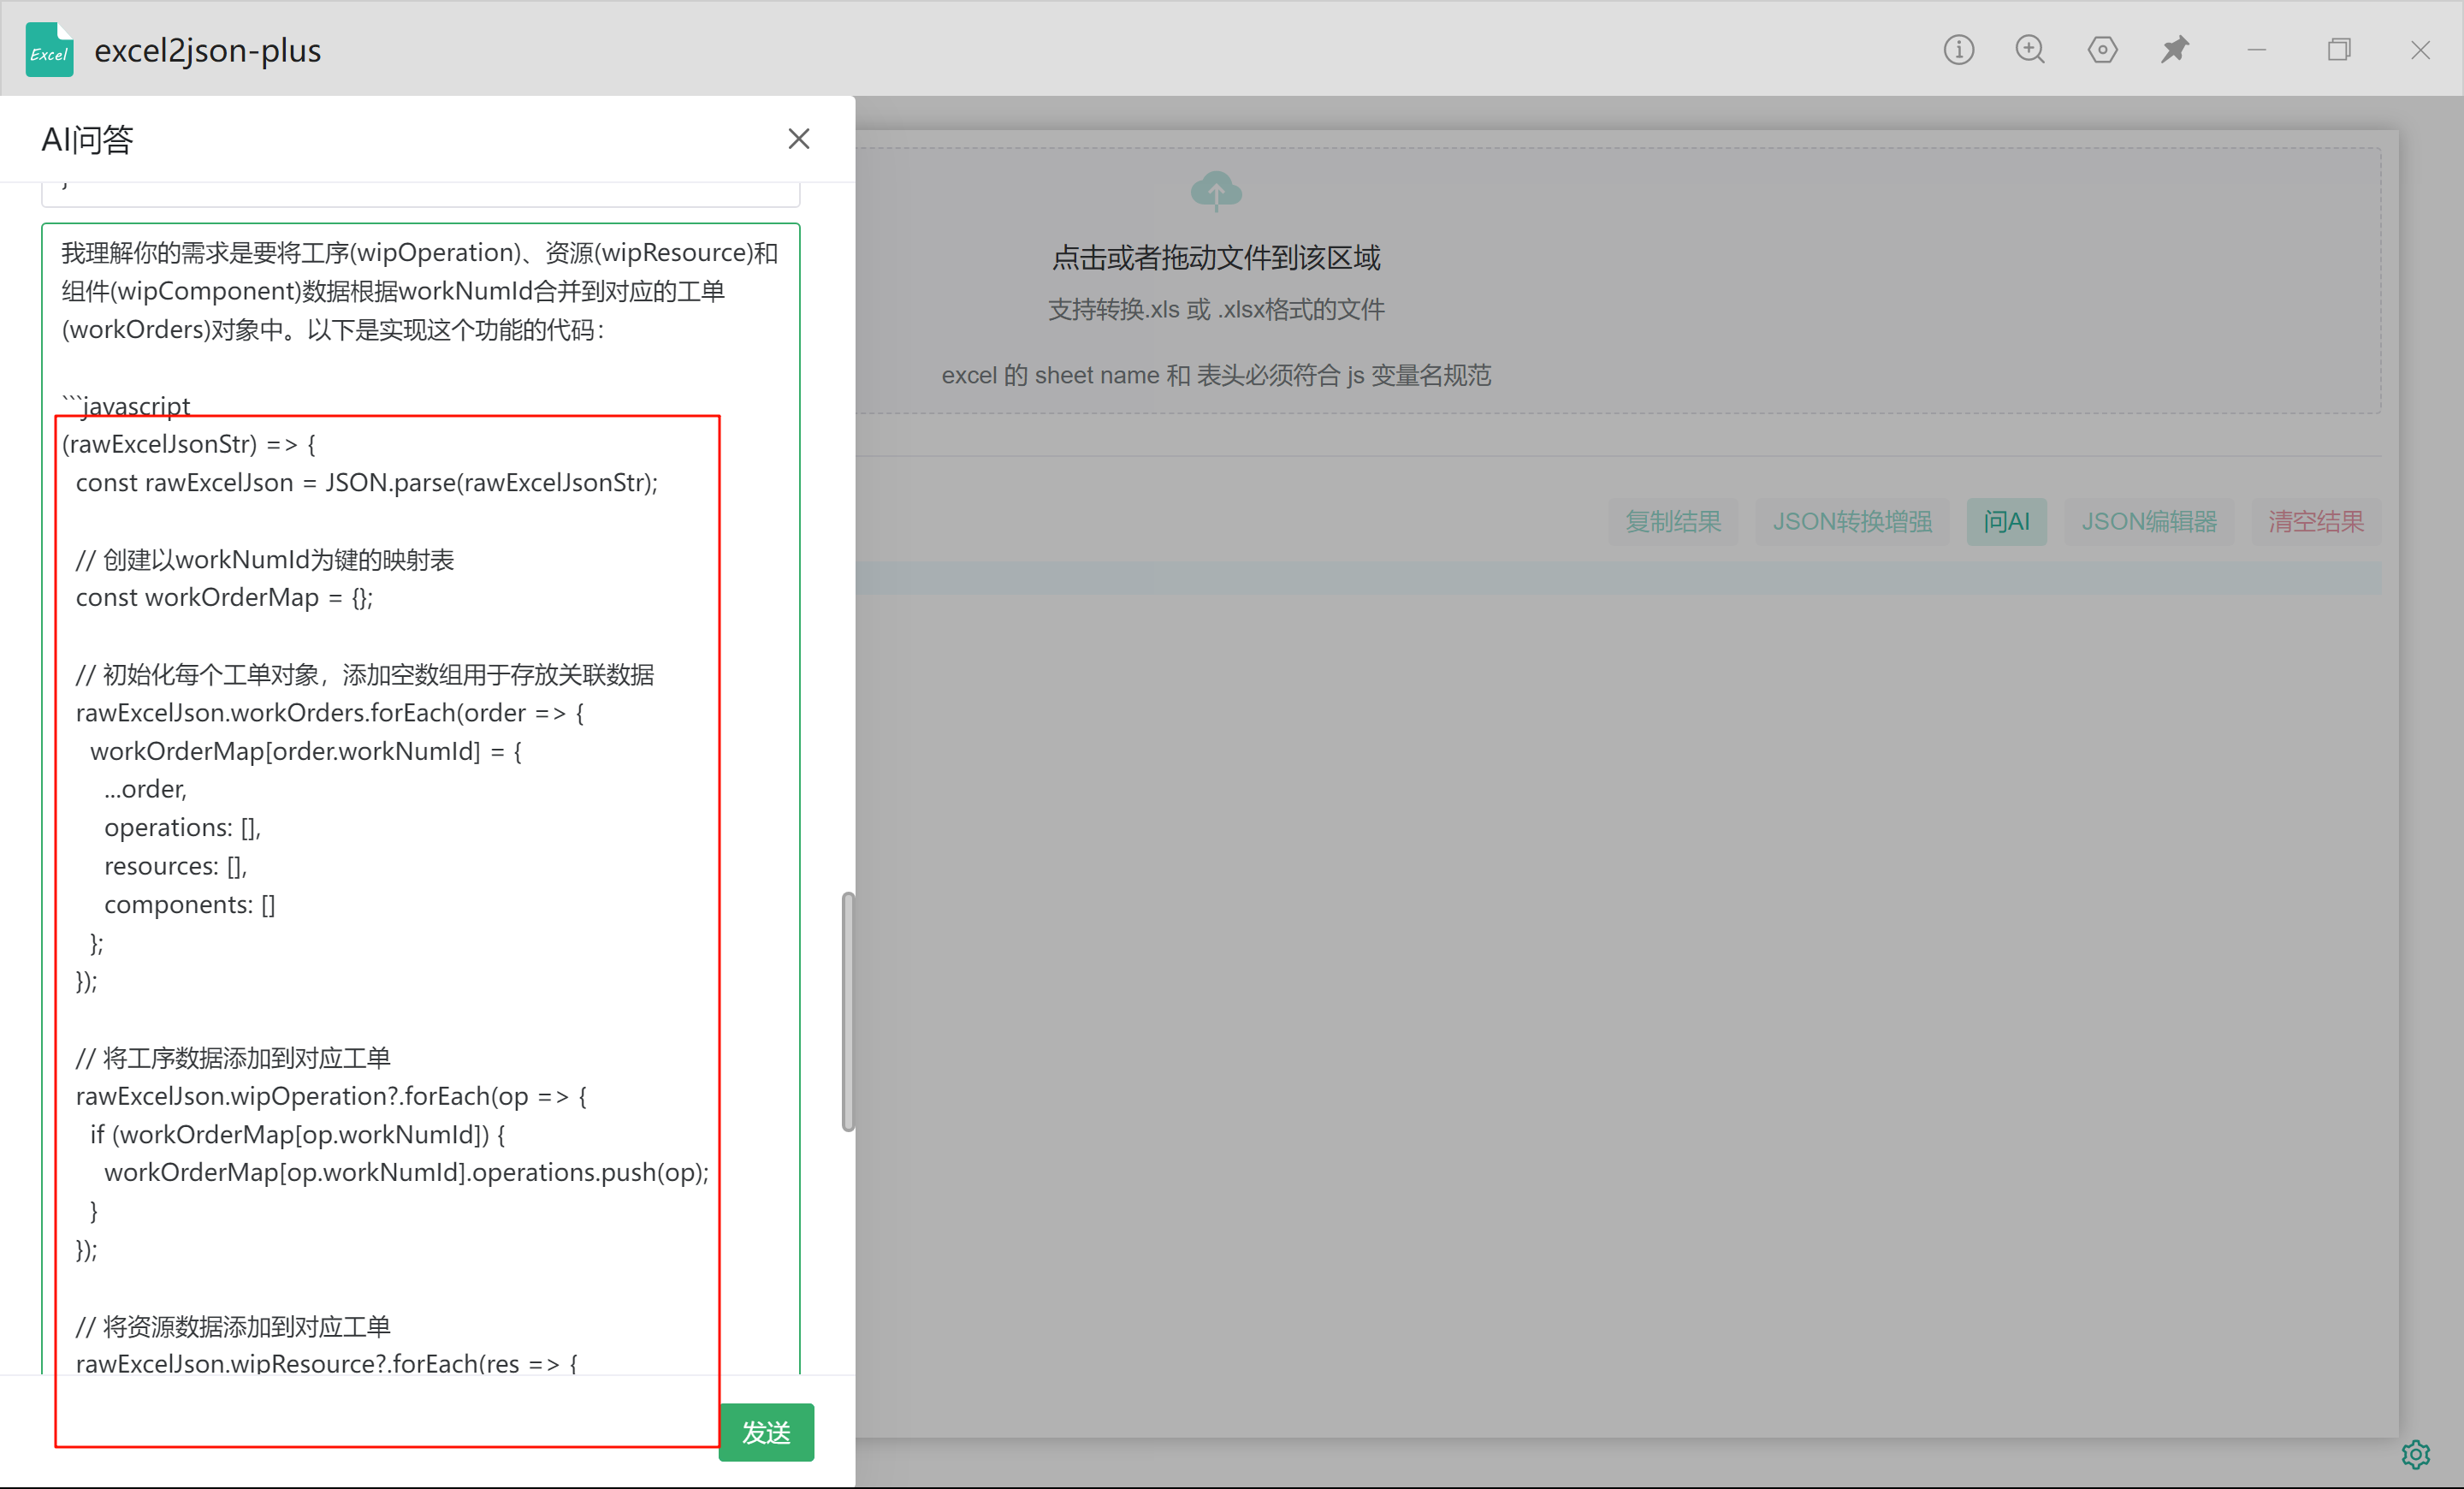 Excel
excel2json-plus
AI问答
我理解你的需求是要将工序(wipOperation)、资源(wipResource)和
组件(wipComponent)数据根据workNumId合并到对应的工单
(workOrders)对象中。以下是实现这个功能的代码：
```javascript
(rawExcelJsonStr) => {
const rawExcelJson = JSON.parse(rawExcelJsonStr);
// 创建以workNumId为键的映射表
const workOrderMap = {};
// 初始化每个工单对象，添加空数组用于存放关联数据
rawExcelJson.workOrders.forEach(order => {
workOrderMap[order.workNumId] = {
...order,
operations: [],
resources: [],
components: []
};
});
// 将工序数据添加到对应工单
rawExcelJson.wipOperation?.forEach(op => {
if (workOrderMap[op.workNumId]) {
workOrderMap[op.workNumId].operations.push(op);
}
});
// 将资源数据添加到对应工单
rawExcelJson.wipResource?.forEach(res => {
发送
点击或者拖动文件到该区域
支持转换.xls 或 .xlsx格式的文件
excel 的 sheet name 和 表头必须符合 js 变量名规范
复制结果
JSON转换增强
问AI
JSON编辑器
清空结果